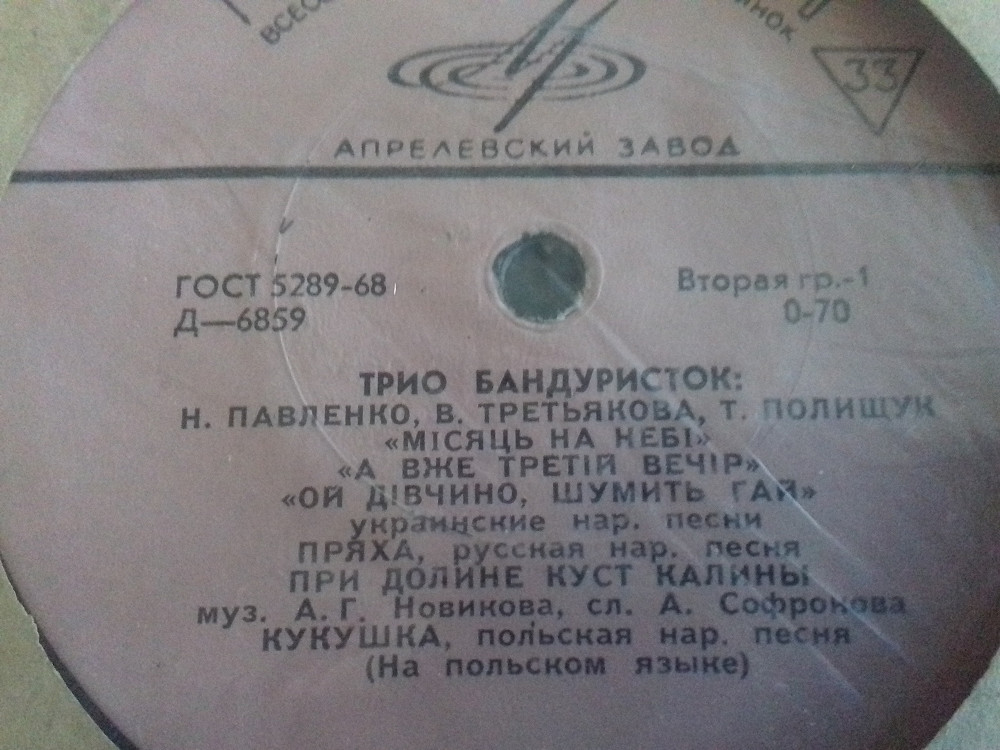 33
АПРЕЛЕВСКИЙ ЗАВОД
ГОСТ 5289-68
Д—6859
Вторая гр.-1
0-70
ТРИО БАНДУРИСТОК:
Н. ПАВЛЕНКО, В. ТРЕТЬЯКОВА, Т. ПОЛИЩУК
«МІСЯЦЬ НА НЕБІ»
«А ВЖЕ ТРЕТІЙ ВЕЧІР»
«ОЙ ДІВЧИНО, ШУМИТЬ ГАЙ»
украинские нар. песни
ПРЯХА, русская нар. песня
ПРИ ДОЛИНЕ КУСТ КАЛИНЫ
муз. А. Г. Новикова, сл. А. Софронова
КУКУШКА, польская нар. песня
(На польском языке)